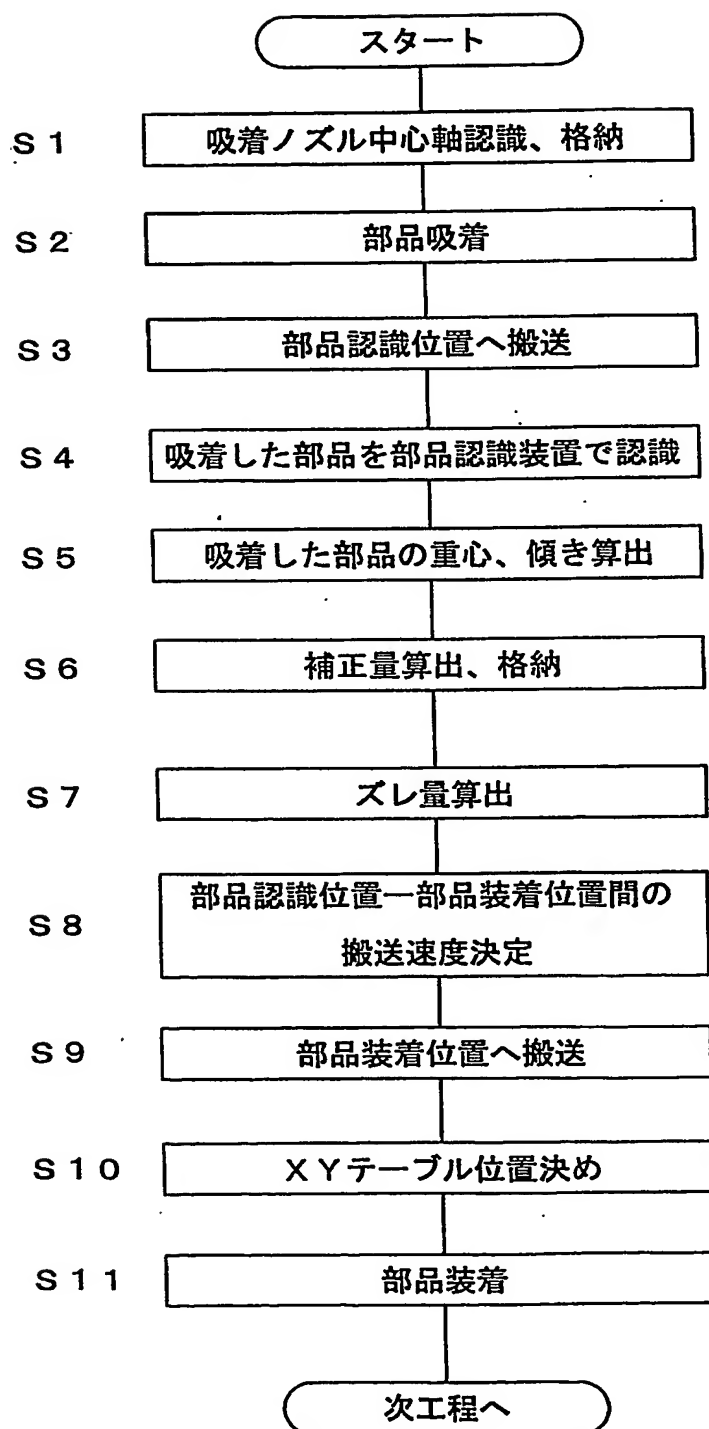 スタート
S1 吸着ノズル中心軸認識、格納
S2 部品吸着
S3 部品認識位置へ搬送
S4 吸着した部品を部品認識装置で認識
S5 吸着した部品の重心、傾き算出
S6 補正量算出、格納
S7 ズレ量算出
部品認識位置―部品装着位置間の
S8 搬送速度決定
S9 部品装着位置へ搬送
S10 XYテーブル位置決め
S11 部品装着
次工程へ